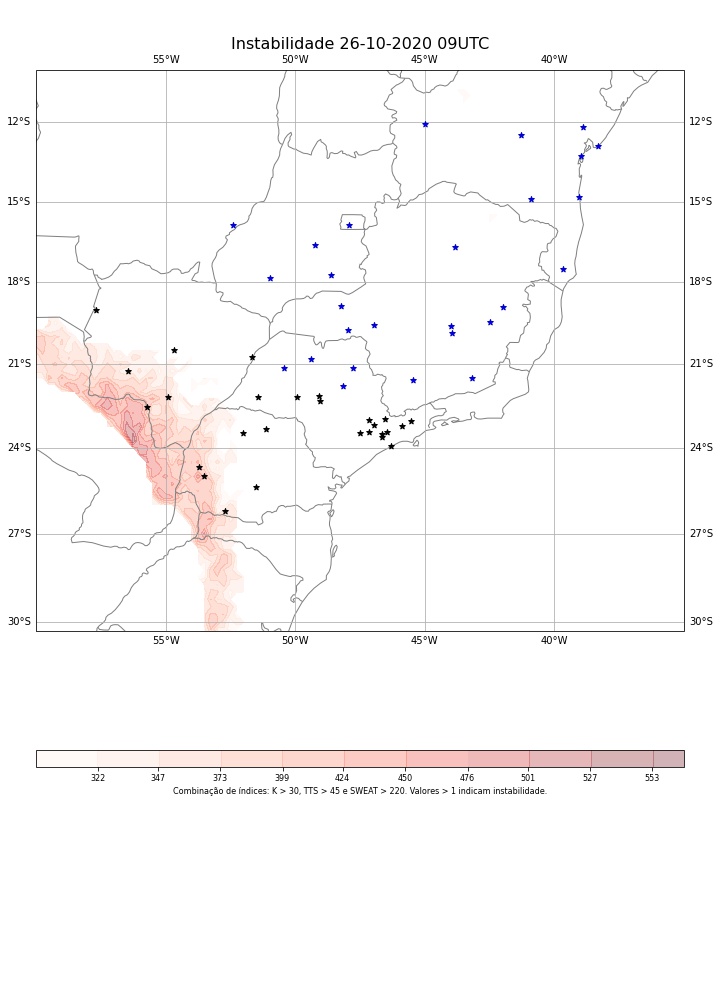 Instabilidade 26-10-2020 09UTC
55°W 50°W 45°W 40°W
12°S 12°S
15°S 15°S
18°S 18°S
21°S 21°S
24°S 24°S
27°S 27°S
30°S 30°S
55°W 50°W 45°W 40°W
322 347 373 399 424 450 476 501 527 553
Combinação de índices: K > 30, TTS > 45 e SWEAT > 220. Valores > 1 indicam instabilidade.